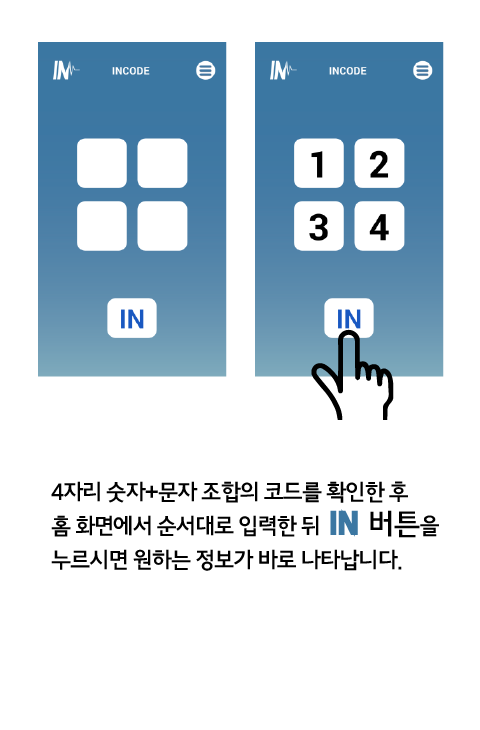 IN
INCODE
IN
IN
INCODE
1 2
3 4
IN
4자리 숫자+문자 조합의 코드를 확인한 후
홈 화면에서 순서대로 입력한 뒤 IN 버튼을
누르시면 원하는 정보가 바로 나타납니다.